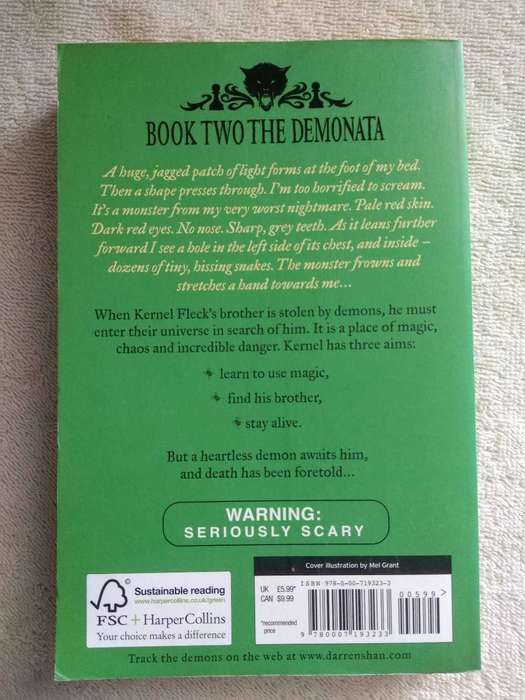 BOOK TWO THE DEMONATA
A huge, jagged patch of light forms at the foot of my bed.
Then a shape presses through. I'm too horrified to scream.
It's a monster from my very worst nightmare. Pale red skin.
Dark red eyes. No nose. Sharp, grey teeth. As it leans further
forward I see a hole in the left side of its chest, and inside –
dozens of tiny, hissing snakes. The monster frowns and
stretches a hand towards me...
When Kernel Fleck's brother is stolen by demons, he must
enter their universe in search of him. It is a place of magic,
chaos and incredible danger. Kernel has three aims:
learn to use magic,
find his brother,
stay alive.
But a heartless demon awaits him,
and death has been foretold...
WARNING:
SERIOUSLY SCARY
Sustainable reading
www.harpercollins.co.uk/green
FSC + HarperCollins
Your choice makes a difference
Cover illustration by Mel Grant
UK £5.99*
CAN $9.99
*recommended
price
ISBN 978-0-00-719323-3
00599>
9 780007 193233
Track the demons on the web at www.darrenshan.com